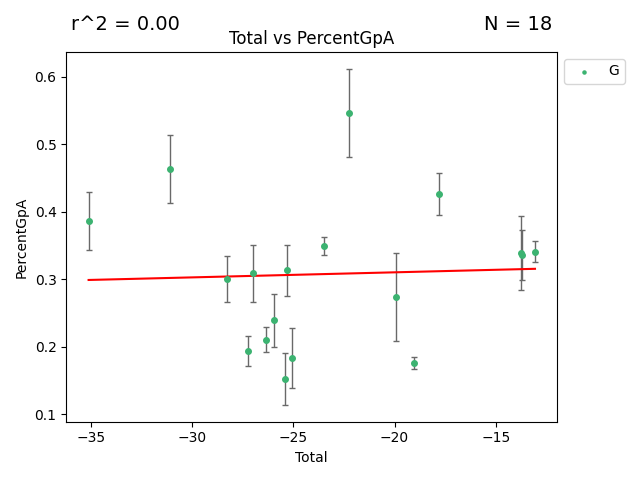 r^2 = 0.00
N = 18
Total vs PercentGpA
G
PercentGpA
0.6
0.5
0.4
0.3
0.2
0.1
−35
−30
−25
−20
−15
Total